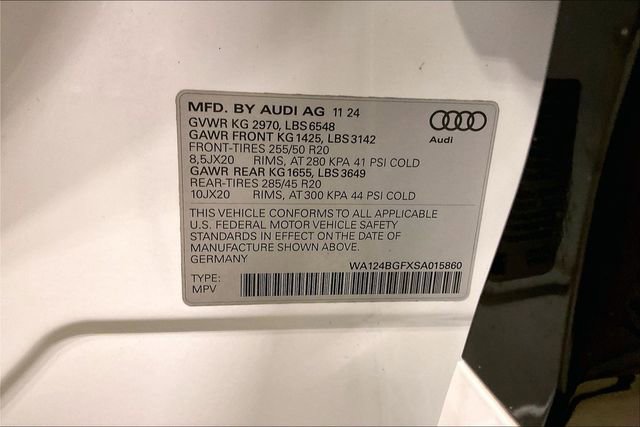 MFD. BY AUDI AG 11 24
GVWR KG 2970, LBS 6548
GAWR FRONT KG 1425, LBS 3142
FRONT-TIRES 255/50 R20
8,5JX20 RIMS, AT 280 KPA 41 PSI COLD
GAWR REAR KG 1655, LBS 3649
REAR-TIRES 285/45 R20
10JX20 RIMS, AT 300 KPA 44 PSI COLD
Audi
THIS VEHICLE CONFORMS TO ALL APPLICABLE
U.S. FEDERAL MOTOR VEHICLE SAFETY
STANDARDS IN EFFECT ON THE DATE OF
MANUFACTURE SHOWN ABOVE.
GERMANY
WA124BGFXSA015860
TYPE:
MPV